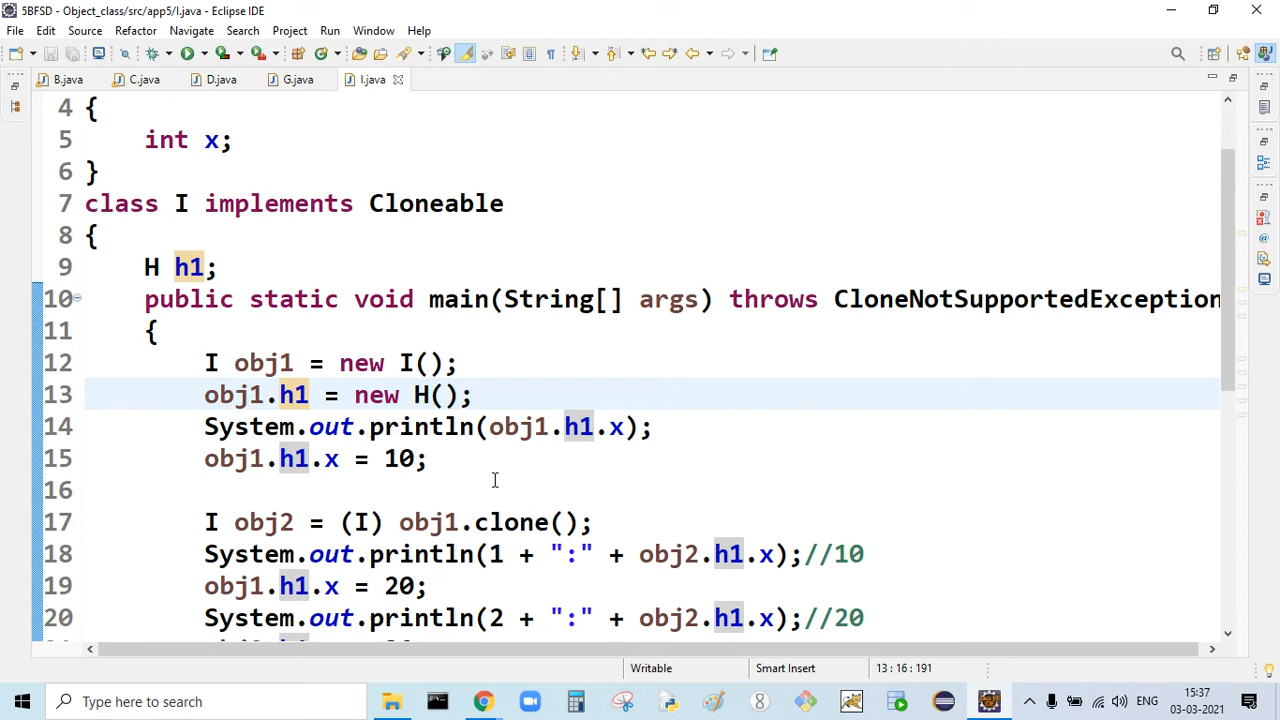 5BFSD - Object_class/src/app5/I.java - Eclipse IDE
File Edit Source Refactor Navigate Search Project Run Window Help
B.java C.java D.java G.java I.java
4 {
5 int x;
6 }
7 class I implements Cloneable
8 {
9 H h1;
10 public static void main(String[] args) throws CloneNotSupportedException
11 {
12 I obj1 = new I();
13 obj1.h1 = new H();
14 System.out.println(obj1.h1.x);
15 obj1.h1.x = 10;
16
17 I obj2 = (I) obj1.clone();
18 System.out.println(1 + ":" + obj2.h1.x);//10
19 obj1.h1.x = 20;
20 System.out.println(2 + ":" + obj2.h1.x);//20
Writable Smart Insert 13 : 16 : 191
Type here to search
ENG
5:37
03-03-2021